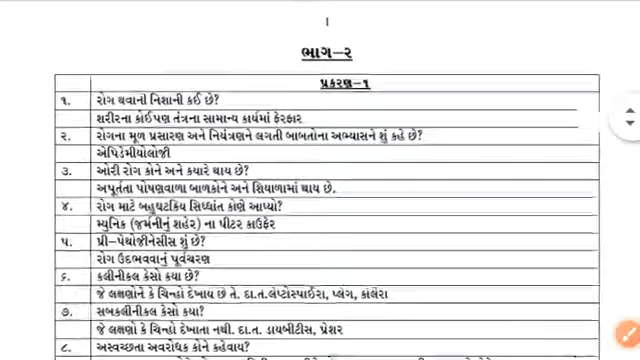 1
ભાગ-૨
પ્રકરણ-૧
૧. રોગ થવાની નિશાની કઈ છે?
શરીરના કોઈપણ તંત્રના સામાન્ય કાર્યમાં ફેરફાર
૨. રોગના મૂળ પ્રસારણ અને નિયંત્રણને લગતી બાબતોના અભ્યાસને શું કહે છે?
એપિડેમીયોલોજી
૩. ઓરી રોગ કોને અને કયારે થાય છે?
અપૂતતા પોષણવાળા બાળકોને અને શિયાળામાં થાય છે.
૪. રોગ માટે બહુઘટકિય સિધ્ધાંત કોણે આપ્યો?
મ્યુનિક (જર્મનીનું શહેર) ના પીટર કાઉફેર
૫. પ્રી-પેથોજીનેસીસ શું છે?
રોગ ઉદભવવાનું પૂર્વચરણ
૬. કલીનીકલ કેસો કયા છે?
જે લક્ષણોને કે ચિન્હો દેખાય છે તે. દા.ત.લેપ્ટોસ્પાઈરા, પ્લેગ, કોલેરા
૭. સબકલીનીકલ કેસો કયા?
જે લક્ષણો કે ચિન્હો દેખાતા નથી. દા.ત. ડાયબીટીસ, પ્રેશર
૮. અસ્વચ્છતા અવરોધક કોને કહેવાય?